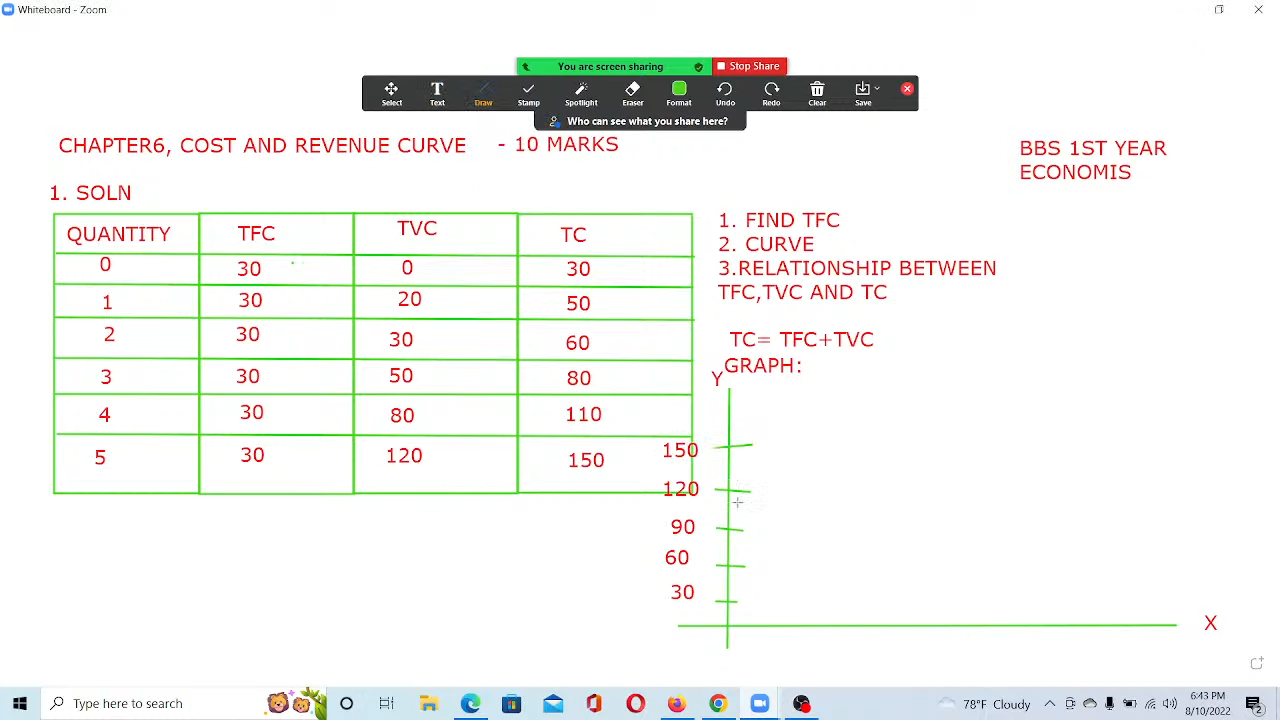 Whiteboard - Zoom
You are screen sharing
Stop Share
Select Text Draw Stamp Spotlight Eraser Format Undo Redo Clear Save
Who can see what you share here?
CHAPTER6, COST AND REVENUE CURVE - 10 MARKS
BBS 1ST YEAR
ECONOMIS
1. SOLN
QUANTITY TFC TVC TC
0 30 0 30
1 30 20 50
2 30 30 60
3 30 50 80
4 30 80 110
5 30 120 150
1. FIND TFC
2. CURVE
3.RELATIONSHIP BETWEEN
TFC,TVC AND TC
TC= TFC+TVC
GRAPH:
Y
150
120
90
60
30
X
Type here to search
78°F Cloudy
6:43 PM
8/10/2022
2